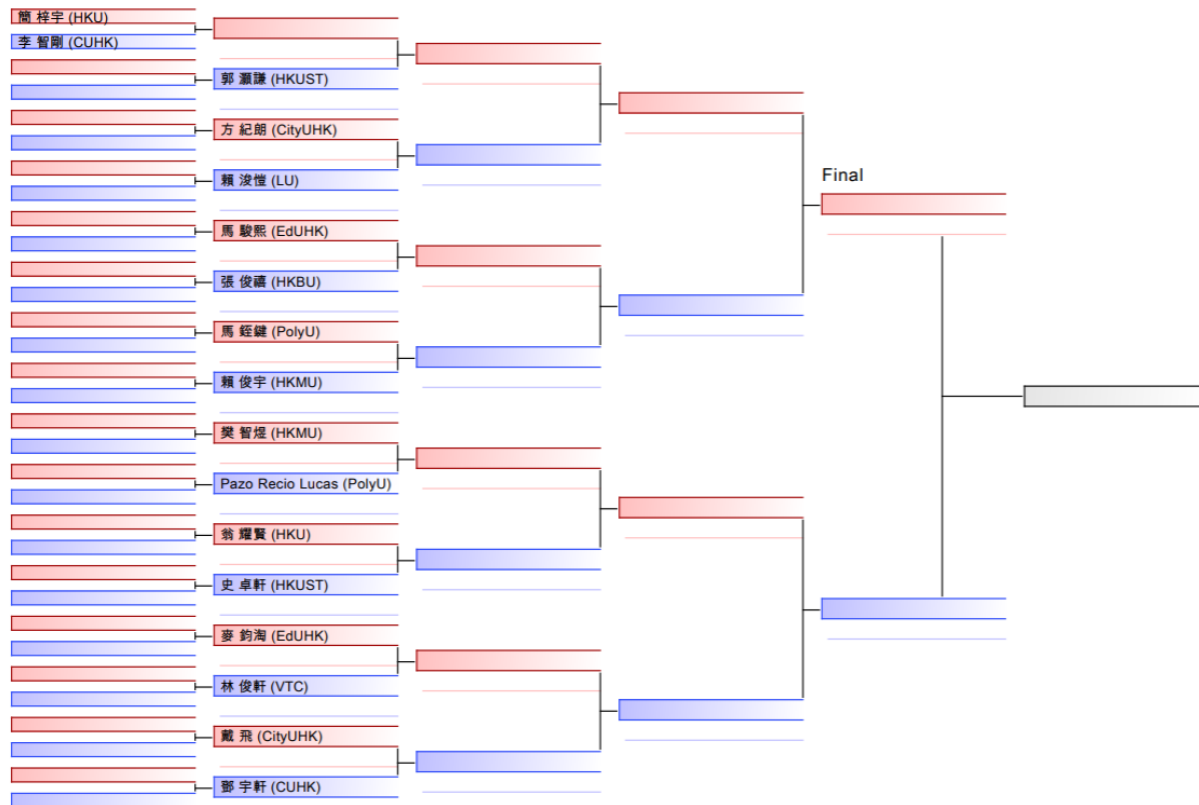 簡 梓宇 (HKU)
李 智剛 (CUHK)
郭 灝謙 (HKUST)
方 紀朗 (CityUHK)
賴 浚愷 (LU)
馬 駿熙 (EdUHK)
張 俊禧 (HKBU)
馬 銍鍵 (PolyU)
賴 俊宇 (HKMU)
樊 智煜 (HKMU)
Pazo Recio Lucas (PolyU)
翁 耀賢 (HKU)
史 卓軒 (HKUST)
麥 鈞淘 (EdUHK)
林 俊軒 (VTC)
戴 飛 (CityUHK)
鄧 宇軒 (CUHK)
Final